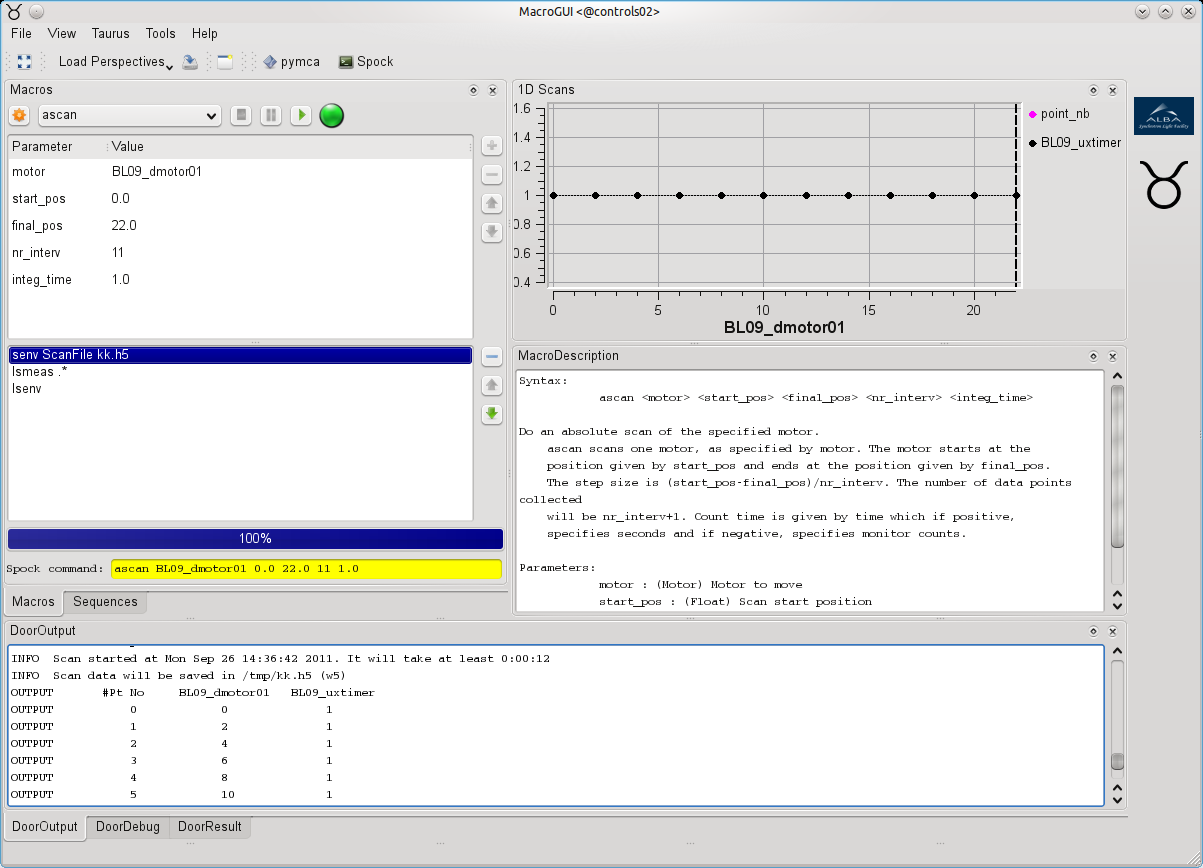 MacroGUI <@controls02>
File View Taurus Tools Help
Load Perspectives pymca Spock
Macros
ascan
Parameter Value
motor BL09_dmotor01
start_pos 0.0
final_pos 22.0
nr_interv 11
integ_time 1.0
senv ScanFile kk.h5
lsmeas .*
lsenv
100%
Spock command: ascan BL09_dmotor01 0.0 22.0 11 1.0
Macros Sequences
1D Scans
1.6
1.4
1.2
1
0.8
0.6
0.4
0 5 10 15 20
BL09_dmotor01
point_nb
BL09_uxtimer
ALBA
Synchrotron Light Facility
MacroDescription
Syntax:
ascan <motor> <start_pos> <final_pos> <nr_interv> <integ_time>
Do an absolute scan of the specified motor.
ascan scans one motor, as specified by motor. The motor starts at the
position given by start_pos and ends at the position given by final_pos.
The step size is (start_pos-final_pos)/nr_interv. The number of data points
collected
will be nr_interv+1. Count time is given by time which if positive,
specifies seconds and if negative, specifies monitor counts.
Parameters:
motor : (Motor) Motor to move
start_pos : (Float) Scan start position
DoorOutput
INFO Scan started at Mon Sep 26 14:36:42 2011. It will take at least 0:00:12
INFO Scan data will be saved in /tmp/kk.h5 (w5)
OUTPUT #Pt No BL09_dmotor01 BL09_uxtimer
OUTPUT 0 0 1
OUTPUT 1 2 1
OUTPUT 2 4 1
OUTPUT 3 6 1
OUTPUT 4 8 1
OUTPUT 5 10 1
DoorOutput DoorDebug DoorResult